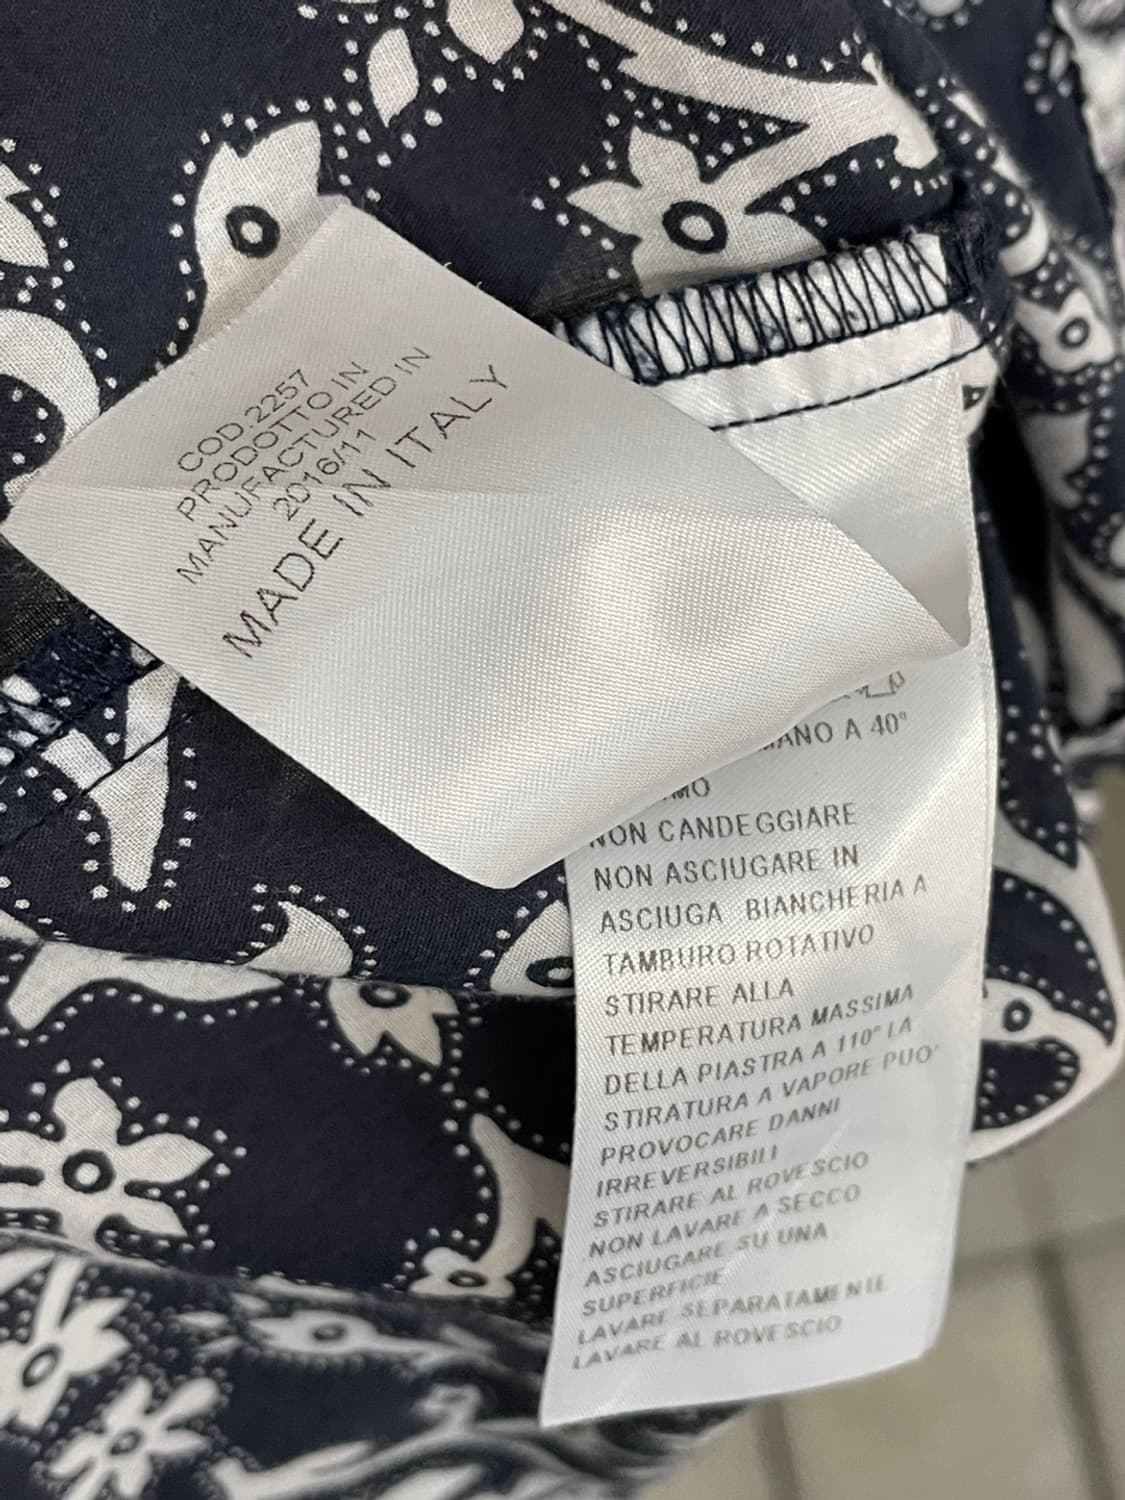 COD:2257
PRODOTTO IN
MANUFACTURED IN
2016/11
MADE IN ITALY
A 40°
NON CANDEGGIARE
NON ASCIUGARE IN
ASCIUGA BIANCHERIA A
TAMBURO ROTATIVO
STIRARE ALLA
TEMPERATURA MASSIMA
DELLA PIASTRA A 110° LA
STIRATURA A VAPORE PUO'
PROVOCARE DANNI
IRREVERSIBILI
STIRARE AL ROVESCIO
NON LAVARE A SECCO
ASCIUGARE SU UNA
SUPERFICIE
LAVARE SEPARATAMENTE
LAVARE AL ROVESCIO